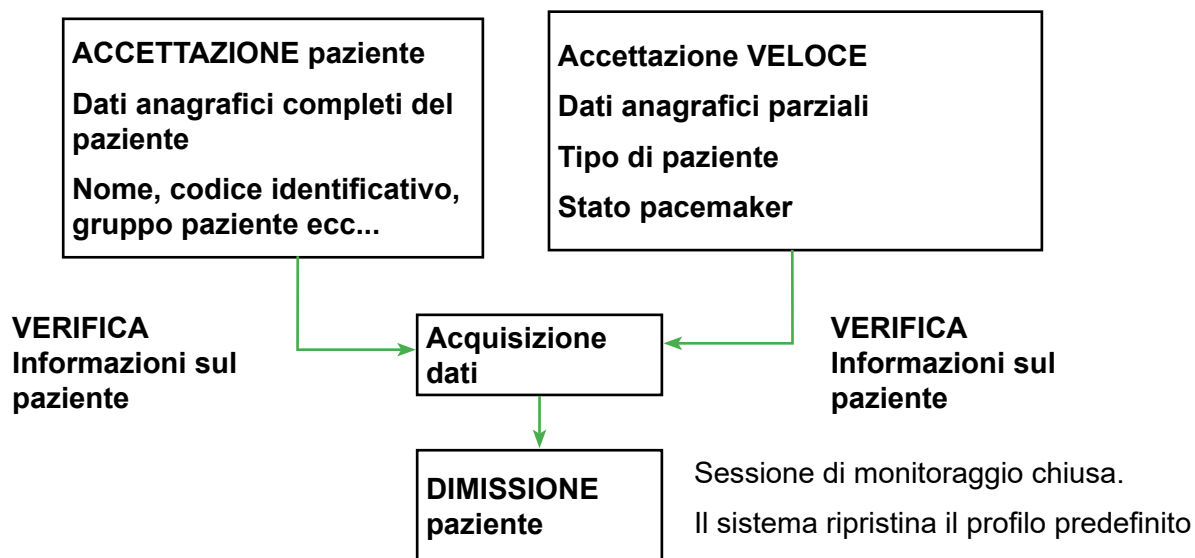 ACCETTAZIONE paziente
Dati anagrafici completi del
paziente
Nome, codice identificativo,
gruppo paziente ecc...
Accettazione VELOCE
Dati anagrafici parziali
Tipo di paziente
Stato pacemaker
VERIFICA
Informazioni sul
paziente
Acquisizione
dati
VERIFICA
Informazioni sul
paziente
DIMISSIONE
paziente
Sessione di monitoraggio chiusa.
Il sistema ripristina il profilo predefinito